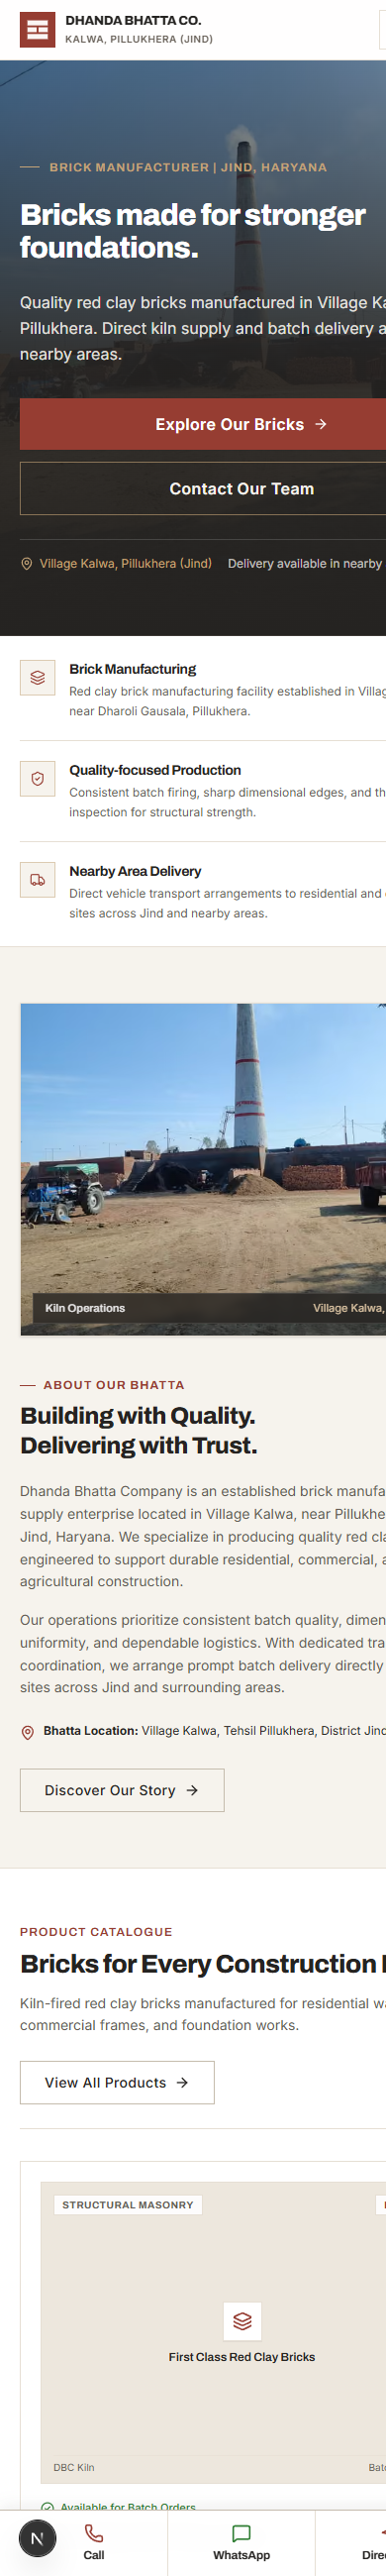 DHANDA BHATTA CO.
KALWA, PILLUKHERA (JIND)
BRICK MANUFACTURER | JIND, HARYANA
Bricks made for stronger
foundations.
Quality red clay bricks manufactured in Village
Pillukhera. Direct kiln supply and batch delivery
nearby areas.
Explore Our Bricks
Contact Our Team
Village Kalwa, Pillukhera (Jind) Delivery available in nearby
Brick Manufacturing
Red clay brick manufacturing facility established in
near Dharoli Gausala, Pillukhera.
Quality-focused Production
Consistent batch firing, sharp dimensional edges, and
inspection for structural strength.
Nearby Area Delivery
Direct vehicle transport arrangements to residential and
sites across Jind and nearby areas.
Kiln Operations Village Kalwa,
ABOUT OUR BHATTA
Building with Quality.
Delivering with Trust.
Dhanda Bhatta Company is an established brick
supply enterprise located in Village Kalwa, near
Jind, Haryana. We specialize in producing quality red
engineered to support durable residential, commercial,
agricultural construction.
Our operations prioritize consistent batch quality,
uniformity, and dependable logistics. With dedicated
coordination, we arrange prompt batch delivery directly
sites across Jind and surrounding areas.
Bhatta Location: Village Kalwa, Tehsil Pillukhera, District Jind
Discover Our Story
PRODUCT CATALOGUE
Bricks for Every Construction
Kiln-fired red clay bricks manufactured for residential
commercial frames, and foundation works.
View All Products
STRUCTURAL MASONRY
First Class Red Clay Bricks
DBC Kiln
Available for Batch Orders
N
Call WhatsApp